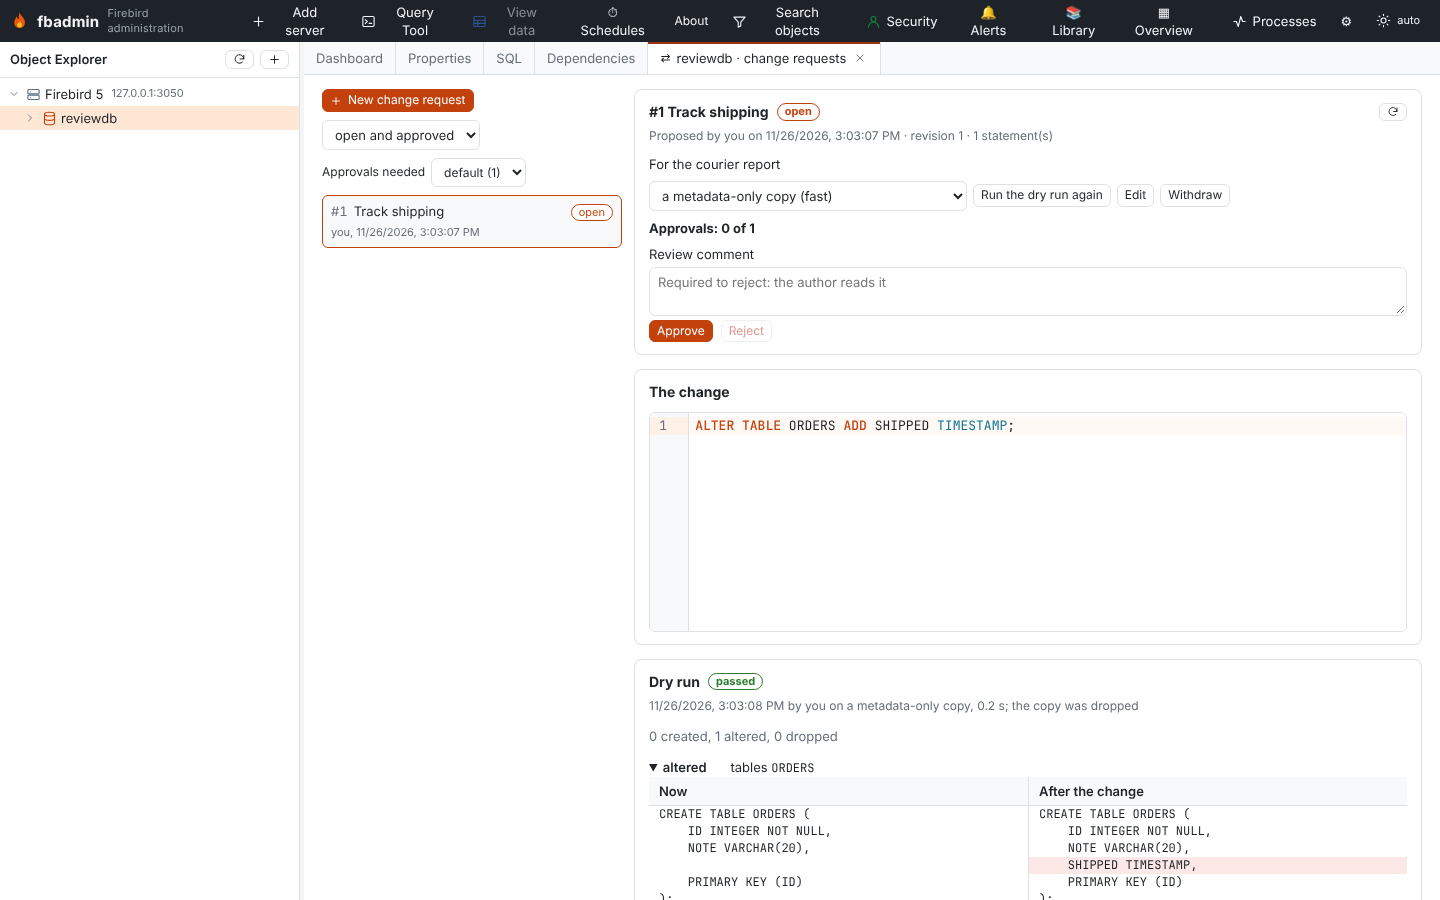 fbadmin
Firebird administration
Add server
Query Tool
View data
Schedules
About
Search objects
Security
Alerts
Library
Overview
Processes
auto
Object Explorer
Firebird 5 127.0.0.1:3050
reviewdb
Dashboard
Properties
SQL
Dependencies
⇄ reviewdb · change requests ×
+ New change request
open and approved
Approvals needed default (1)
#1 Track shipping open
you, 11/26/2026, 3:03:07 PM
#1 Track shipping open
Proposed by you on 11/26/2026, 3:03:07 PM · revision 1 · 1 statement(s)
For the courier report
a metadata-only copy (fast) Run the dry run again Edit Withdraw
Approvals: 0 of 1
Review comment
Required to reject: the author reads it
Approve Reject
The change
1 ALTER TABLE ORDERS ADD SHIPPED TIMESTAMP;
Dry run passed
11/26/2026, 3:03:08 PM by you on a metadata-only copy, 0.2 s; the copy was dropped
0 created, 1 altered, 0 dropped
▼ altered tables ORDERS
Now
CREATE TABLE ORDERS (
ID INTEGER NOT NULL,
NOTE VARCHAR(20),
PRIMARY KEY (ID)
);
After the change
CREATE TABLE ORDERS (
ID INTEGER NOT NULL,
NOTE VARCHAR(20),
SHIPPED TIMESTAMP,
PRIMARY KEY (ID)
);